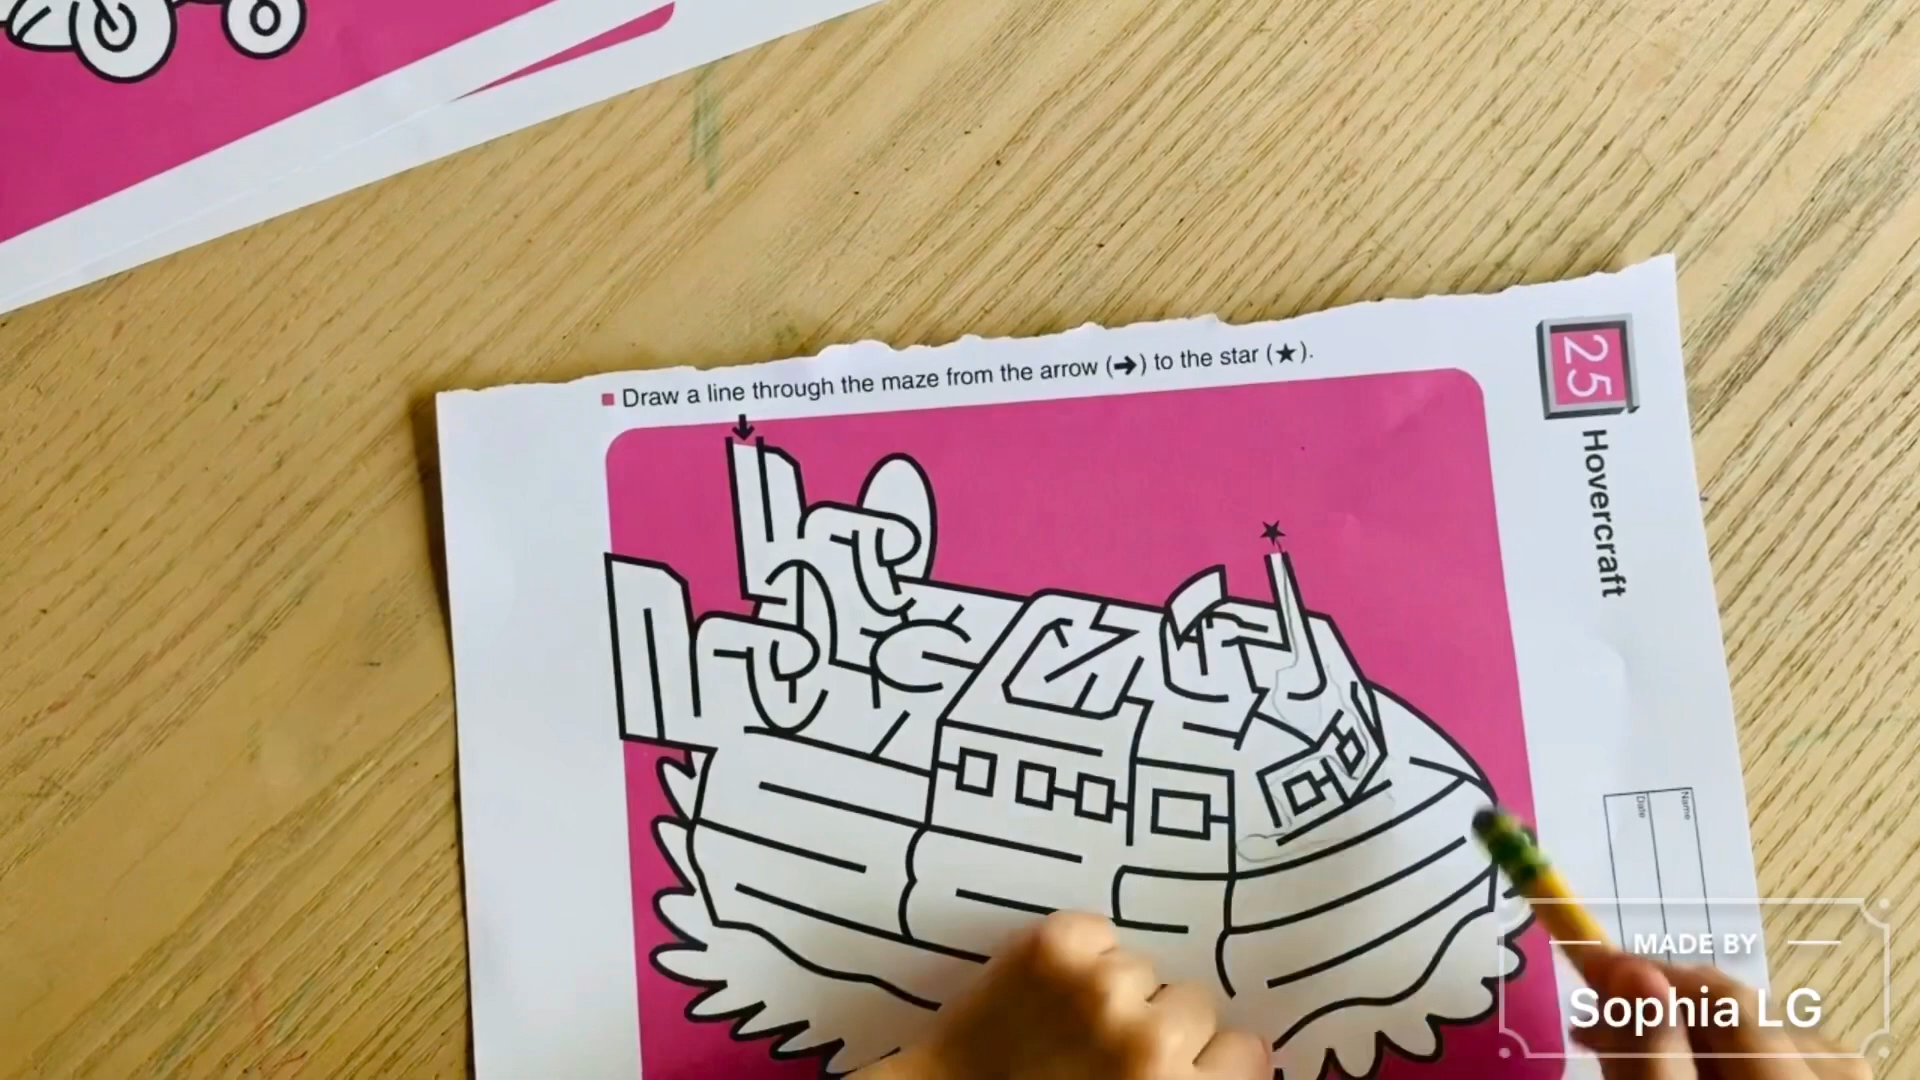 Draw a line through the maze from the arrow (➔) to the star (★).
25
Hovercraft
Name
Date
MADE BY
Sophia LG